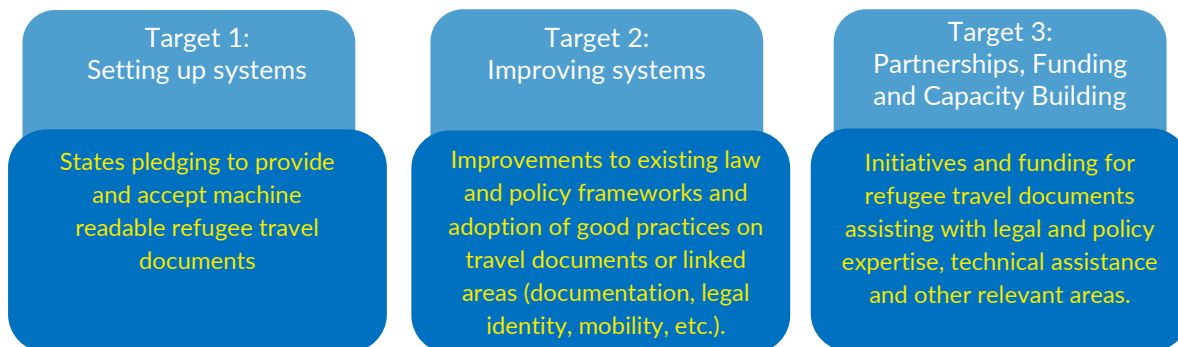 Target 1:
Setting up systems
States pledging to provide
and accept machine
readable refugee travel
documents
Target 2:
Improving systems
Improvements to existing law
and policy frameworks and
adoption of good practices on
travel documents or linked
areas (documentation, legal
identity, mobility, etc.).
Target 3:
Partnerships, Funding
and Capacity Building
Initiatives and funding for
refugee travel documents
assisting with legal and policy
expertise, technical assistance
and other relevant areas.